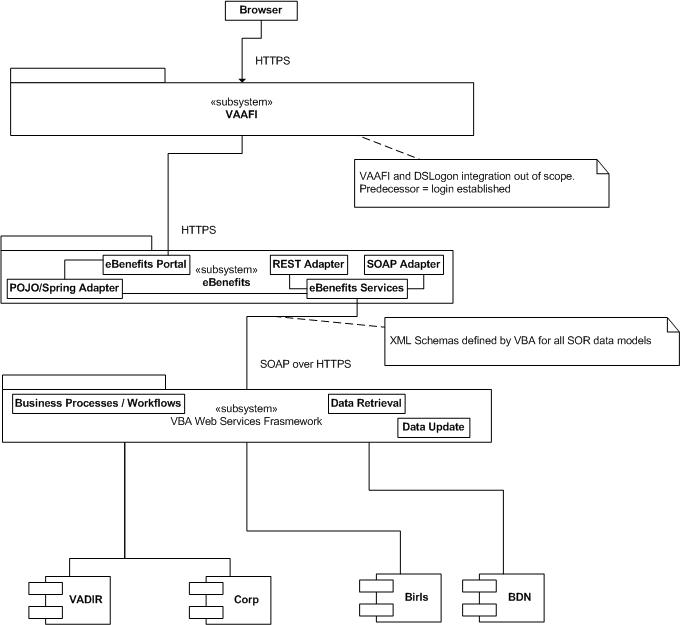 Browser
HTTPS
«subsystem»
VAAFI
VAAFI and DSLogon integration out of scope.
Predecessor = login established
HTTPS
eBenefits Portal
«subsystem»
eBenefits
REST Adapter
SOAP Adapter
POJO/Spring Adapter
eBenefits Services
XML Schemas defined by VBA for all SOR data models
SOAP over HTTPS
Business Processes / Workflows
«subsystem»
VBA Web Services Frasmework
Data Retrieval
Data Update
VADIR
Corp
Birls
BDN